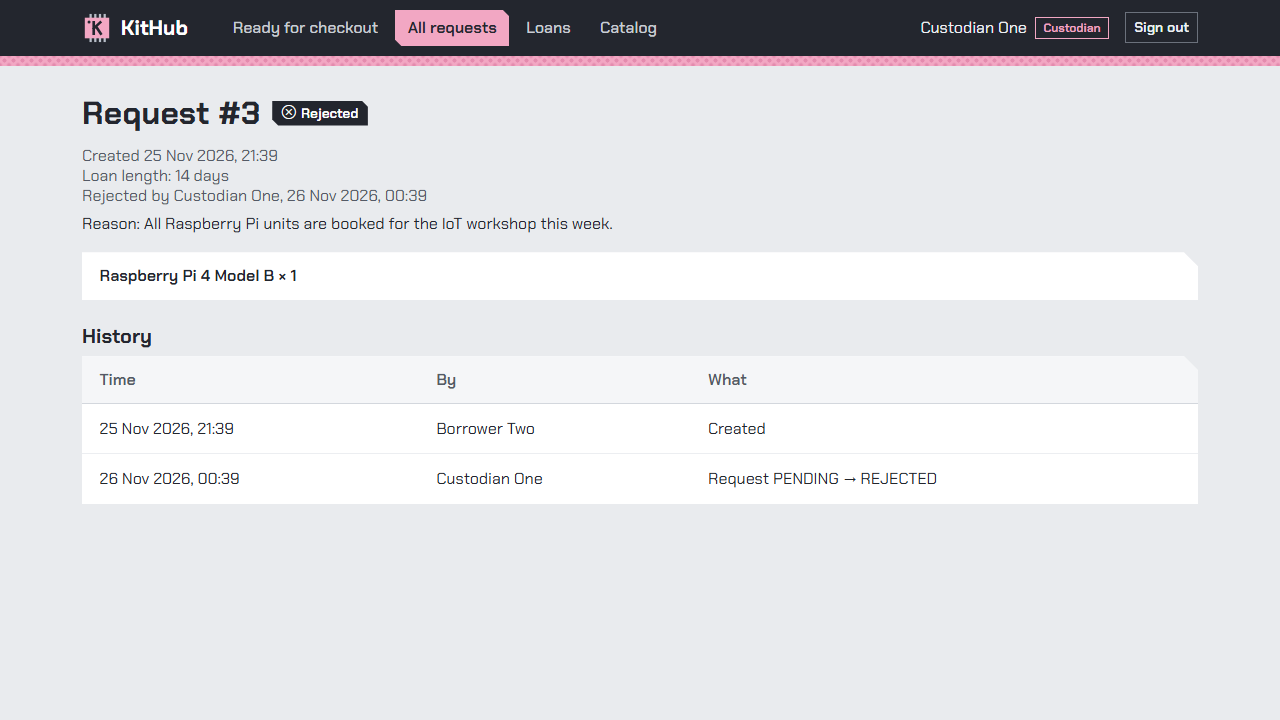 KitHub
Ready for checkout
All requests
Loans
Catalog
Custodian One
Custodian
Sign out
Request #3
Rejected
Created 25 Nov 2026, 21:39
Loan length: 14 days
Rejected by Custodian One, 26 Nov 2026, 00:39
Reason: All Raspberry Pi units are booked for the IoT workshop this week.
Raspberry Pi 4 Model B × 1
History
Time By What
25 Nov 2026, 21:39 Borrower Two Created
26 Nov 2026, 00:39 Custodian One Request PENDING → REJECTED